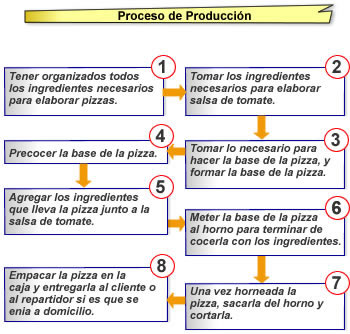 Proceso de Producción
1
Tener organizados todos
los ingredientes necesarios
para elaborar pizzas.
2
Tomar los ingredientes
necesarios para elaborar
salsa de tomate.
3
Tomar lo necesario para
hacer la base de la pizza, y
formar la base de la pizza.
4
Precocer la base de la pizza.
5
Agregar los ingredientes
que lleva la pizza junto a la
salsa de tomate.
6
Meter la base de la pizza
al horno para terminar de
cocerla con los ingredientes.
7
Una vez horneada la
pizza, sacarla del horno y
cortarla.
8
Empacar la pizza en la
caja y entregarla al cliente o
al repartidor si es que se
enia a domicilio.